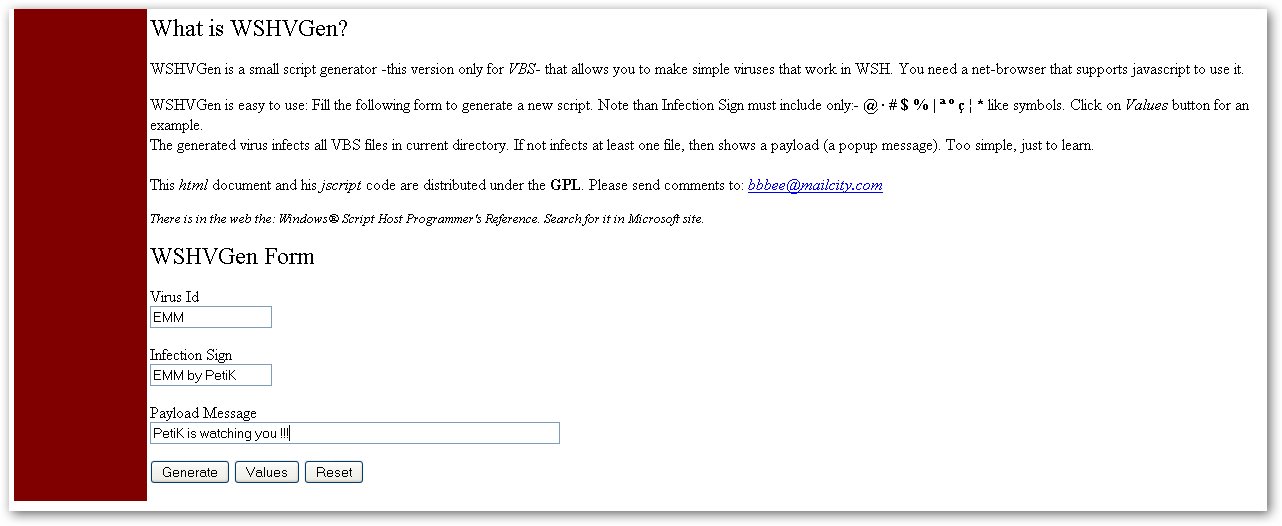 What is WSHVGen?
WSHVGen is a small script generator -this version only for VBS- that allows you to make simple viruses that work in WSH. You need a net-browser that supports javascript to use it.
WSHVGen is easy to use: Fill the following form to generate a new script. Note than Infection Sign must include only:- @ · # $ % | ª º ç ¦ * like symbols. Click on Values button for an
example.
The generated virus infects all VBS files in current directory. If not infects at least one file, then shows a payload (a popup message). Too simple, just to learn.
This html document and his jscript code are distributed under the GPL. Please send comments to: bbbee@mailcity.com
There is in the web the: Windows® Script Host Programmer's Reference. Search for it in Microsoft site.
WSHVGen Form
Virus Id
EMM
Infection Sign
EMM by PetiK
Payload Message
PetiK is watching you !!!
Generate Values Reset